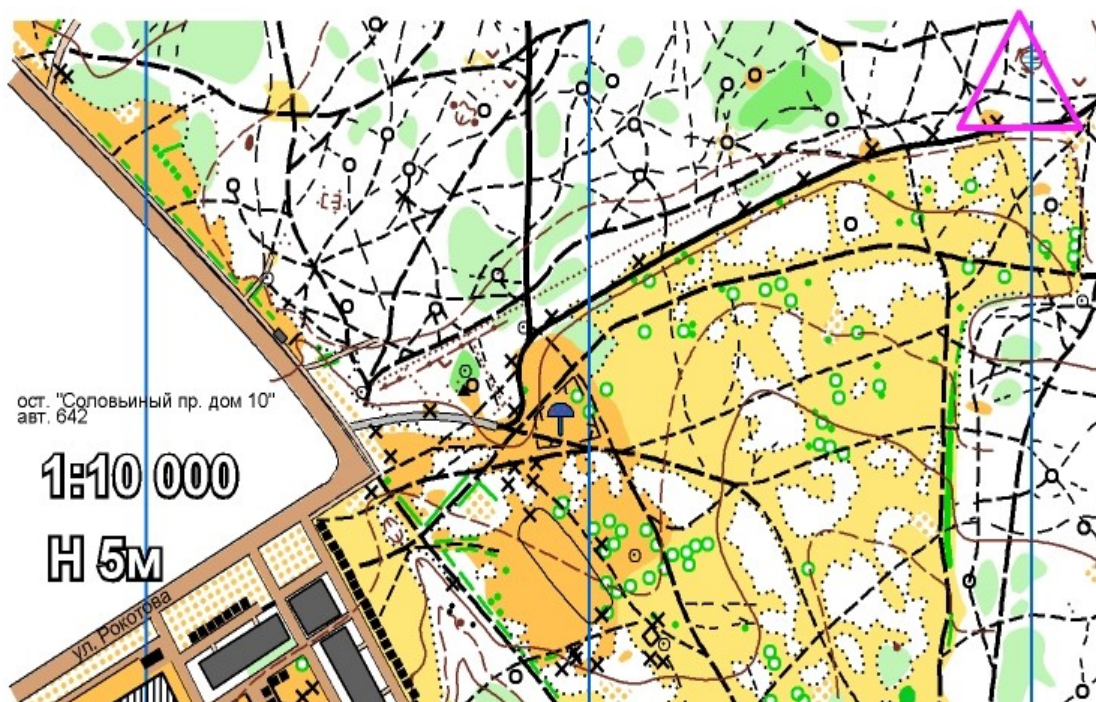 ост. "Соловьиный пр. дом 10"
авт. 642
1:10 000
Н 5м
ул. Рокотова